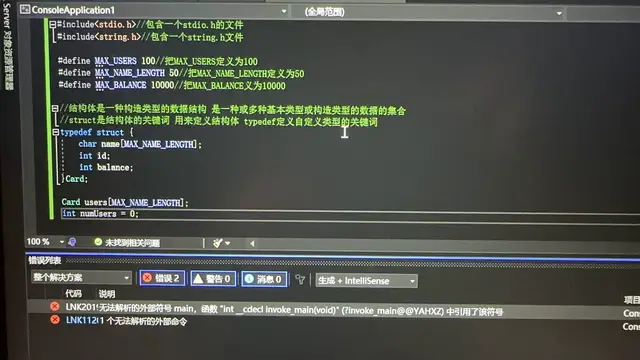 Server 对象资源管理器
ConsoleApplication1
(全局范围)
#include<stdio.h>//包含一个stdio.h的文件
#include<string.h>//包含一个string.h文件
#define MAX_USERS 100//把MAX_USERS定义为100
#define MAX_NAME_LENGTH 50//把MAX_NAME_LENGTH定义为50
#define MAX_BALANCE 10000//把MAX_BALANCE义为10000
//结构体是一种构造类型的数据结构 是一种或多种基本类型或构造类型的数据的集合
//struct是结构体的关键词 用来定义结构体 typedef定义自定义类型的关键词
typedef struct {
char name[MAX_NAME_LENGTH];
int id;
int balance;
}Card;
Card users[MAX_NAME_LENGTH];
int numUsers = 0;
100 %
未找到相关问题
错误列表
整个解决方案
错误 2
警告 0
消息 0
生成 + IntelliSense
代码
说明
项目
LNK2019
无法解析的外部符号 main，函数 "int __cdecl invoke_main(void)" (?invoke_main@@YAHXZ) 中引用了该符号
Cons
LNK1120
1 个无法解析的外部命令
Cons